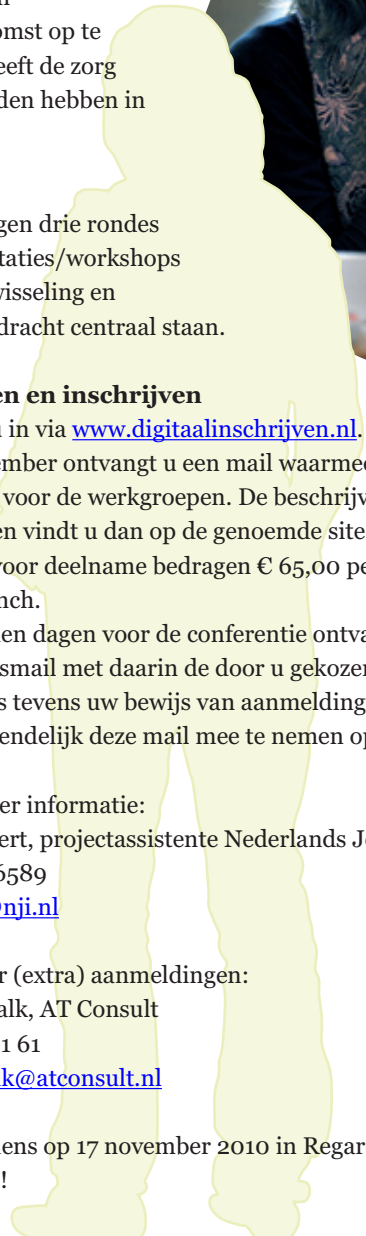 omst op te
eeft de zorg
den hebben in
gen drie rondes
taties/workshops
wisseling en
dracht centraal staan.
en en inschrijven
u in via www.digitaalinschrijven.nl.
ember ontvangt u een mail waarmee
voor de werkgroepen. De beschrijv
en vindt u dan op de genoemde site
voor deelname bedragen € 65,00 pe
nch.
en dagen voor de conferentie ontva
smail met daarin de door u gekozen
s tevens uw bewijs van aanmelding
endelijk deze mail mee te nemen op
er informatie:
ert, projectassistente Nederlands Je
6589
@nji.nl
r (extra) aanmeldingen:
alk, AT Consult
1 61
lk@atconsult.nl
ens op 17 november 2010 in Regar
!